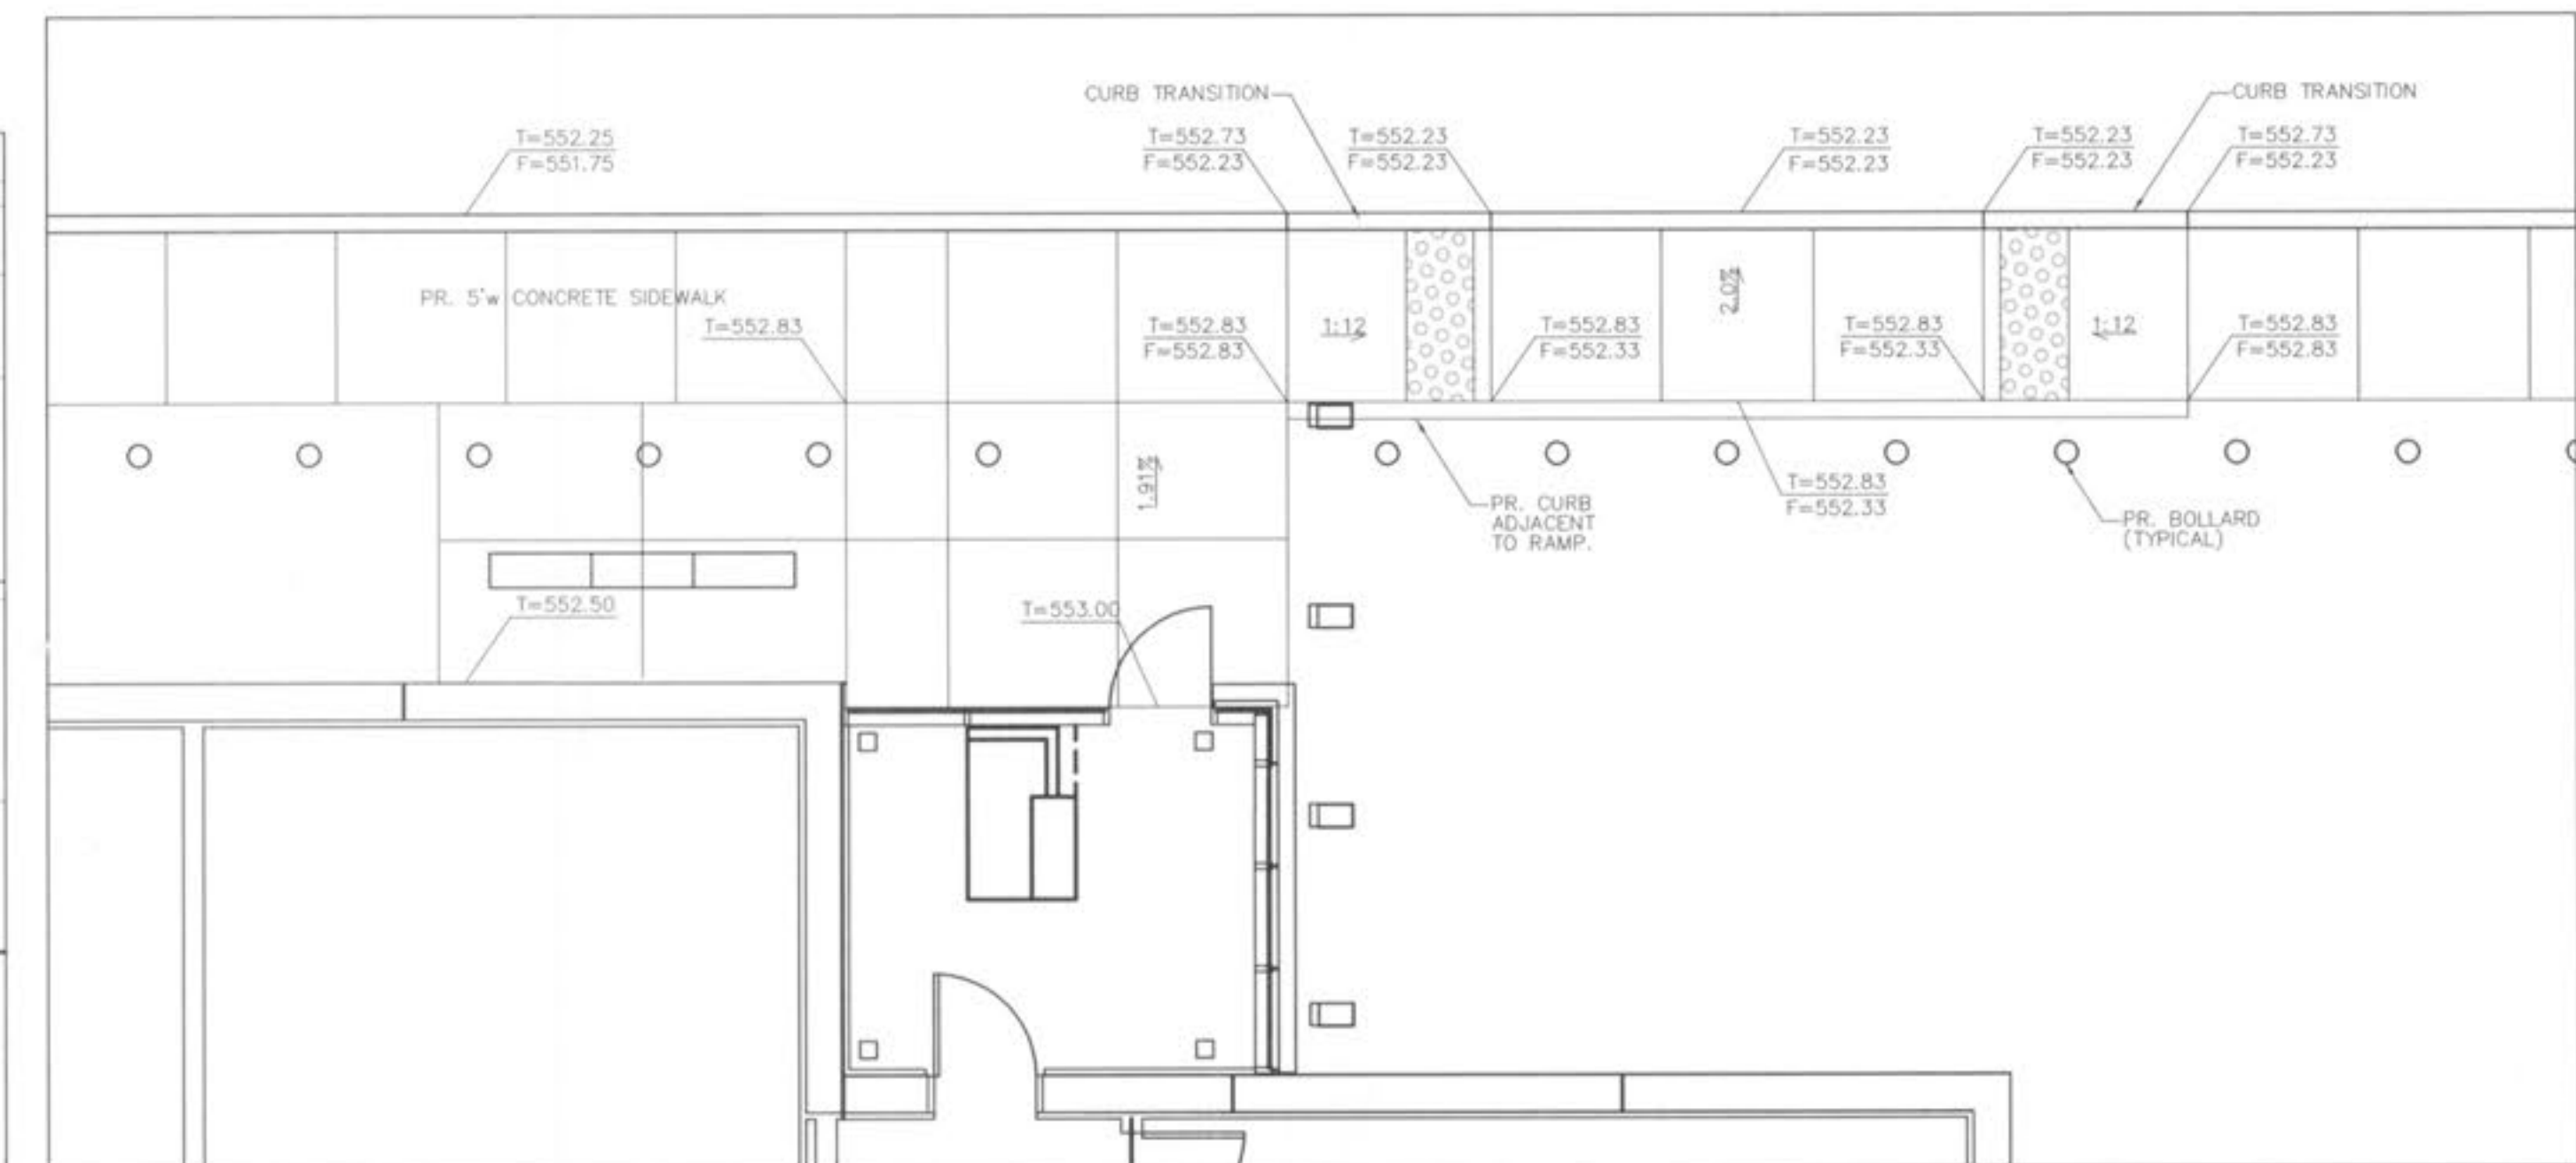 CURB TRANSITION
CURB TRANSITION
T=552.25
F=551.75
T=552.73
F=552.23
T=552.23
F=552.23
T=552.23
F=552.23
T=552.23
F=552.23
T=552.73
F=552.23
PR. 5'w CONCRETE SIDEWALK
T=552.83
T=552.83
F=552.83
1:12
T=552.83
F=552.33
2.0%
T=552.83
F=552.33
1:12
T=552.83
F=552.83
1.91%
T=552.83
F=552.33
PR. CURB
ADJACENT
TO RAMP.
PR. BOLLARD
(TYPICAL)
T=552.50
T=553.00